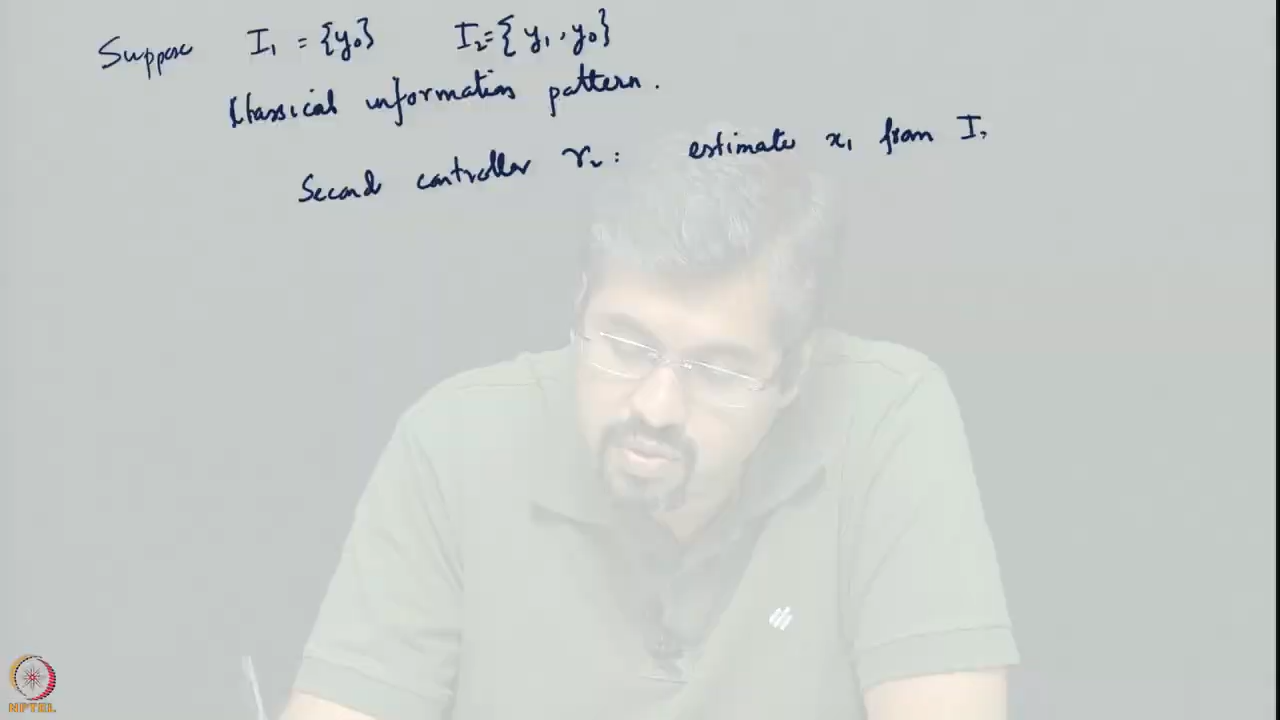 Suppose I₁ = {y₀} I₂ = {y₁, y₀}
Classical information pattern.
Second controller γ₂: estimate x₁ from I₂
NPTEL